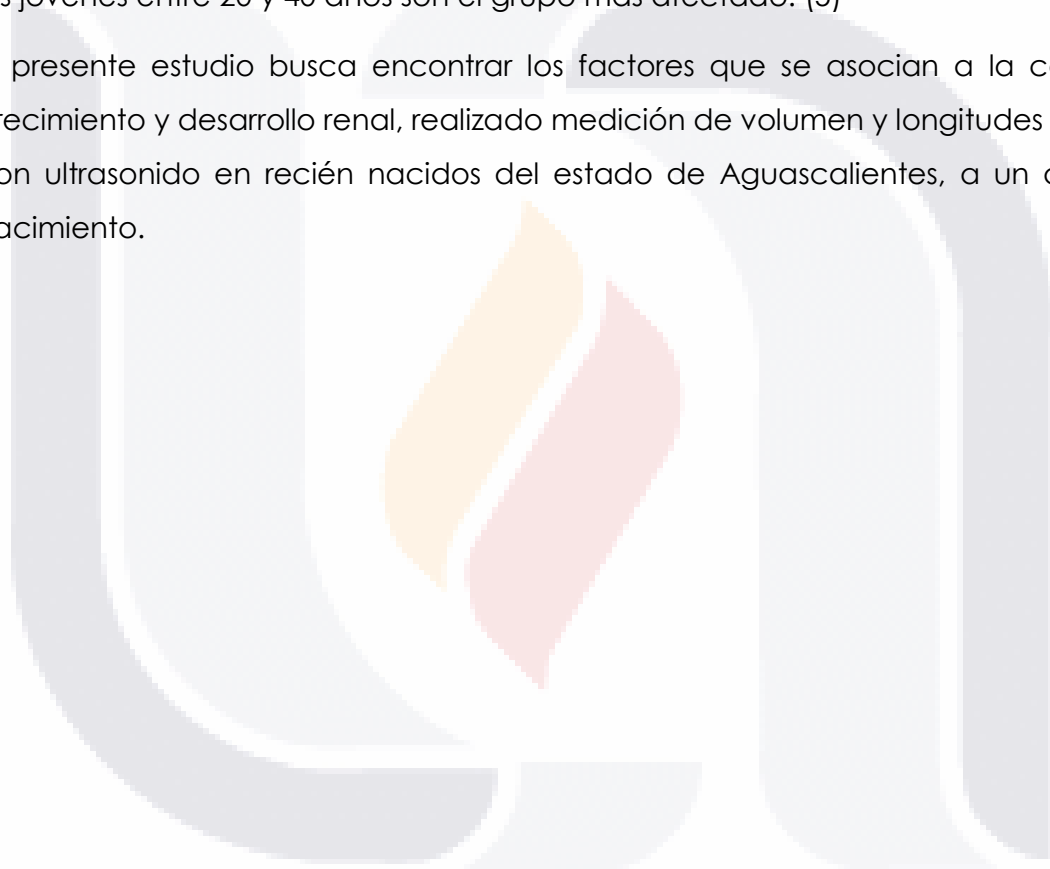 s jóvenes entre 20 y 40 años son el grupo más afectado. (5)
presente estudio busca encontrar los factores que se asocian a la c
recimiento y desarrollo renal, realizado medición de volumen y longitudes
on ultrasonido en recién nacidos del estado de Aguascalientes, a un
acimiento.